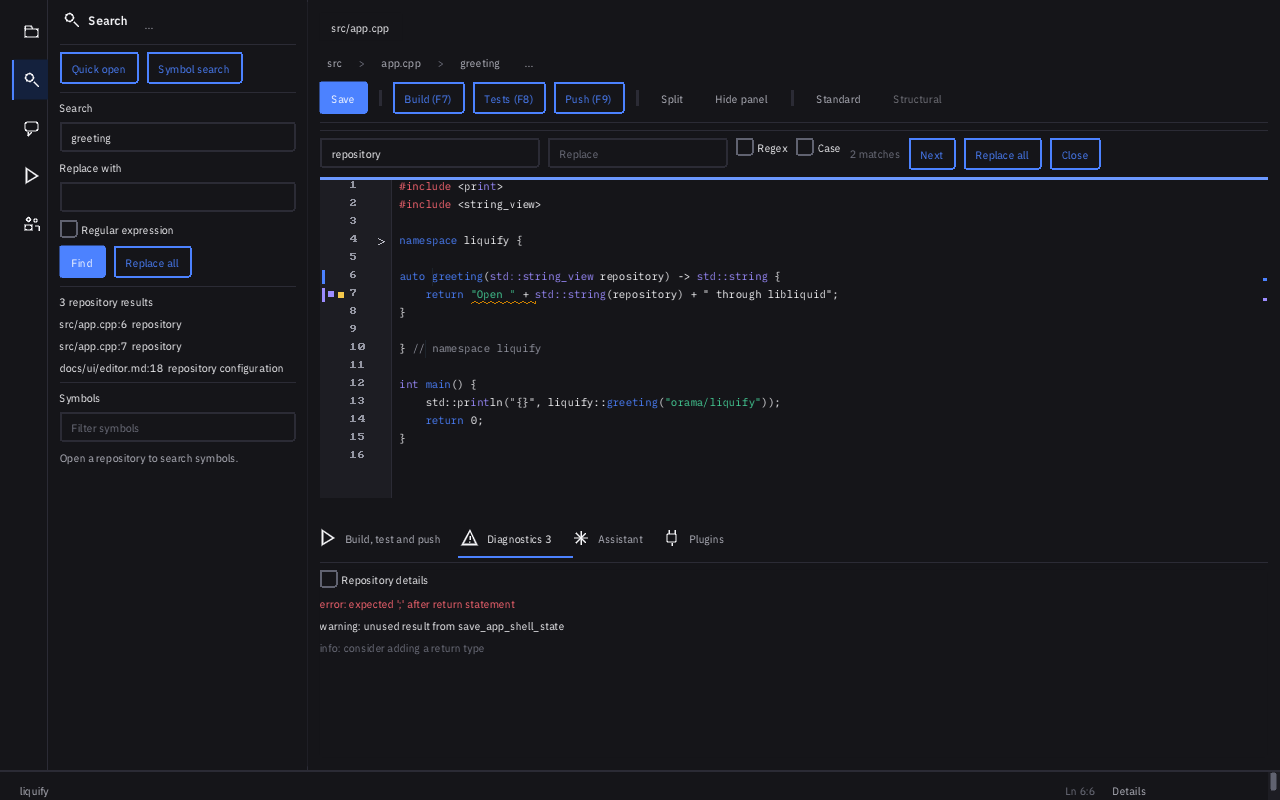 Search
...
Quick open
Symbol search
Search
greeting
Replace with
Regular expression
Find
Replace all
3 repository results
src/app.cpp:6 repository
src/app.cpp:7 repository
docs/ui/editor.md:18 repository configuration
Symbols
Filter symbols
Open a repository to search symbols.
src/app.cpp
src > app.cpp > greeting ...
Save Build (F7) Tests (F8) Push (F9) Split Hide panel Standard Structural
repository Replace Regex Case 2 matches Next Replace all Close
1 #include <print>
2 #include <string_view>
3
4 > namespace liquify {
5
6 auto greeting(std::string_view repository) -> std::string {
7 return "Open " + std::string(repository) + " through libliquid";
8 }
9
10 } // namespace liquify
11
12 int main() {
13 std::println("{}", liquify::greeting("orama/liquify"));
14 return 0;
15 }
16
Build, test and push Diagnostics 3 Assistant Plugins
Repository details
error: expected ';' after return statement
warning: unused result from save_app_shell_state
info: consider adding a return type
liquify Ln 6:6 Details